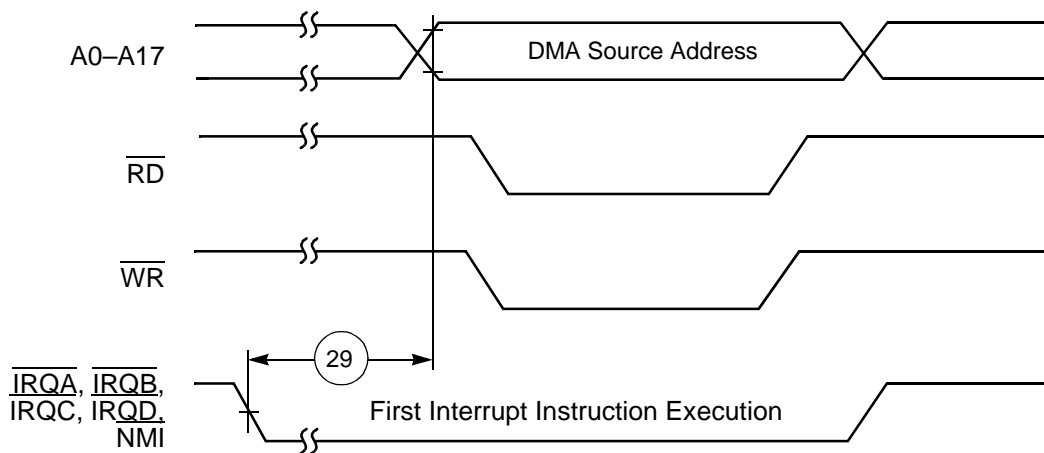 A0–A17
DMA Source Address
RD
WR
29
IRQA, IRQB,
IRQC, IRQD,
NMI
First Interrupt Instruction Execution